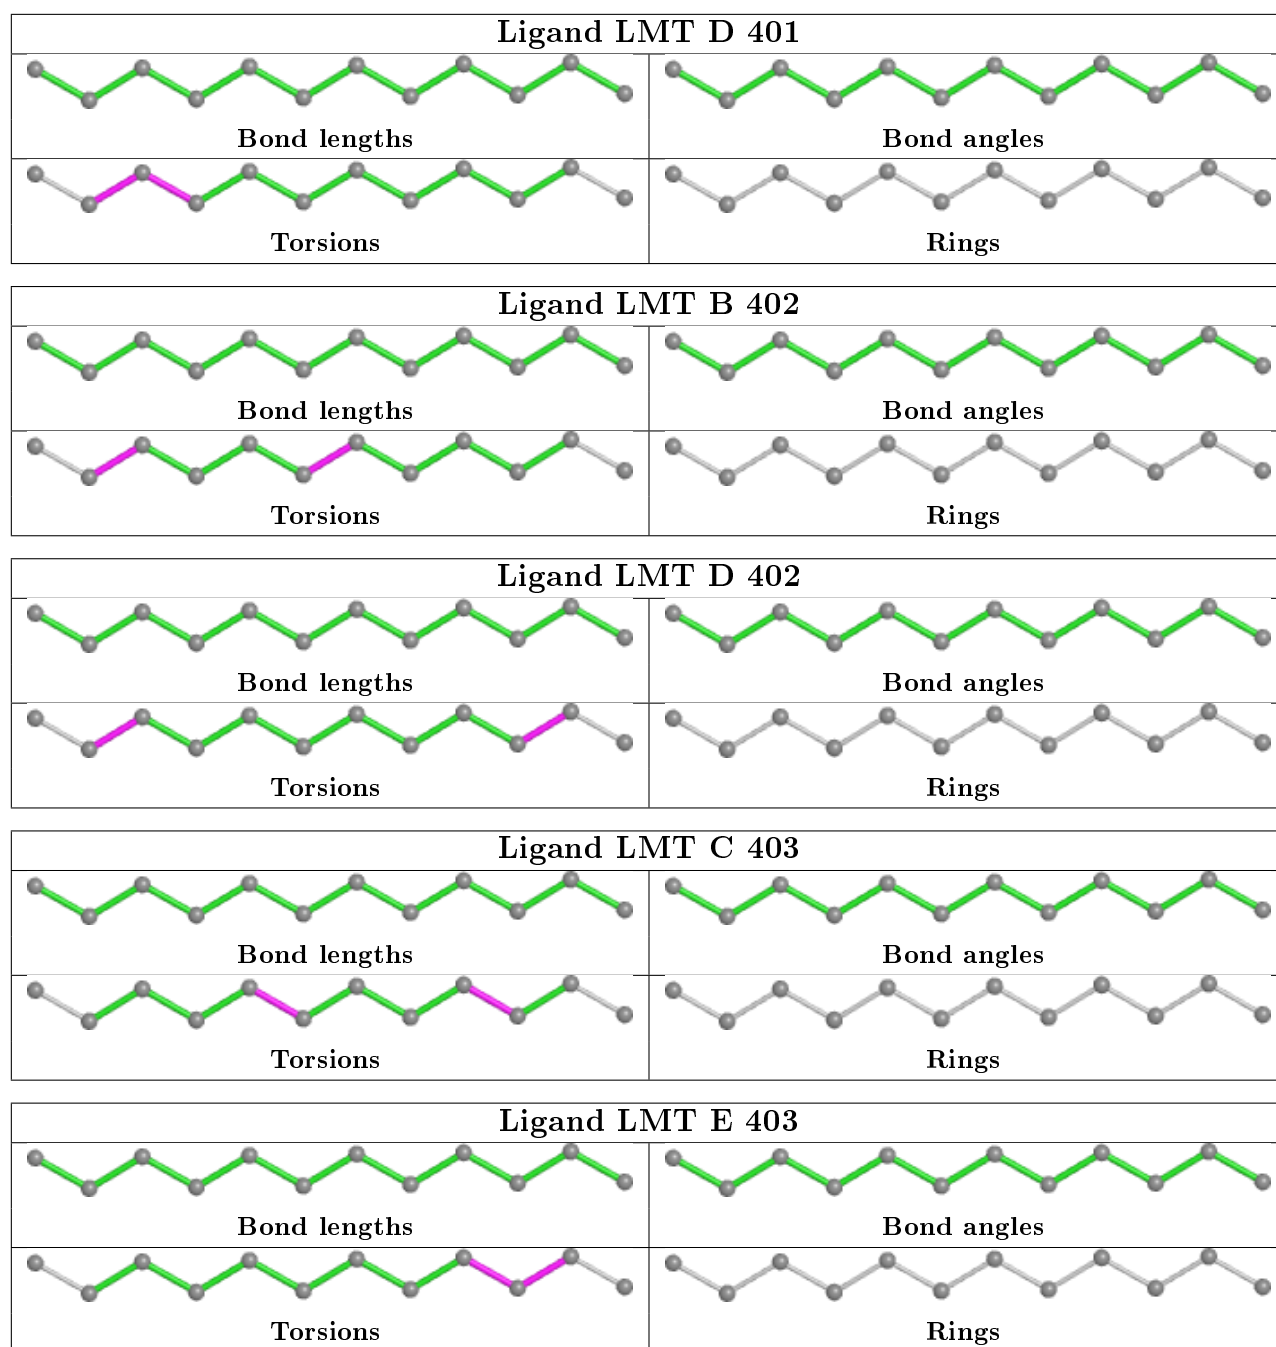 Ligand LMT D 401
Bond lengths
Bond angles
Torsions
Rings
Ligand LMT B 402
Bond lengths
Bond angles
Torsions
Rings
Ligand LMT D 402
Bond lengths
Bond angles
Torsions
Rings
Ligand LMT C 403
Bond lengths
Bond angles
Torsions
Rings
Ligand LMT E 403
Bond lengths
Bond angles
Torsions
Rings